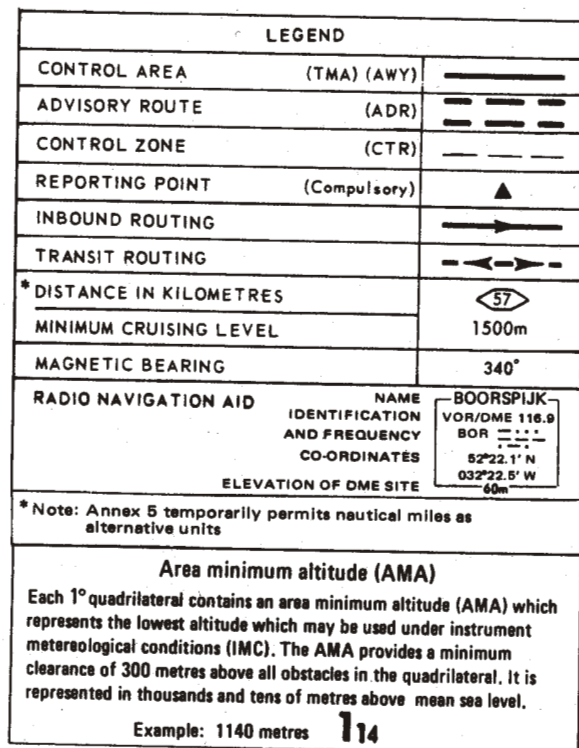 LEGEND
CONTROL AREA (TMA) (AWY)
ADVISORY ROUTE (ADR)
CONTROL ZONE (CTR)
REPORTING POINT (Compulsory)
INBOUND ROUTING
TRANSIT ROUTING
* DISTANCE IN KILOMETRES 57
MINIMUM CRUISING LEVEL 1500m
MAGNETIC BEARING 340°
RADIO NAVIGATION AID NAME BOORSPIJK
IDENTIFICATION VOR/DME 116.9
AND FREQUENCY BOR
CO-ORDINATES 52°22.1' N
032°22.5' W
ELEVATION OF DME SITE 60m
* Note: Annex 5 temporarily permits nautical miles as
alternative units
Area minimum altitude (AMA)
Each 1° quadrilateral contains an area minimum altitude (AMA) which
represents the lowest altitude which may be used under instrument
metereological conditions (IMC). The AMA provides a minimum
clearance of 300 metres above all obstacles in the quadrilateral. It is
represented in thousands and tens of metres above mean sea level.
Example: 1140 metres 114